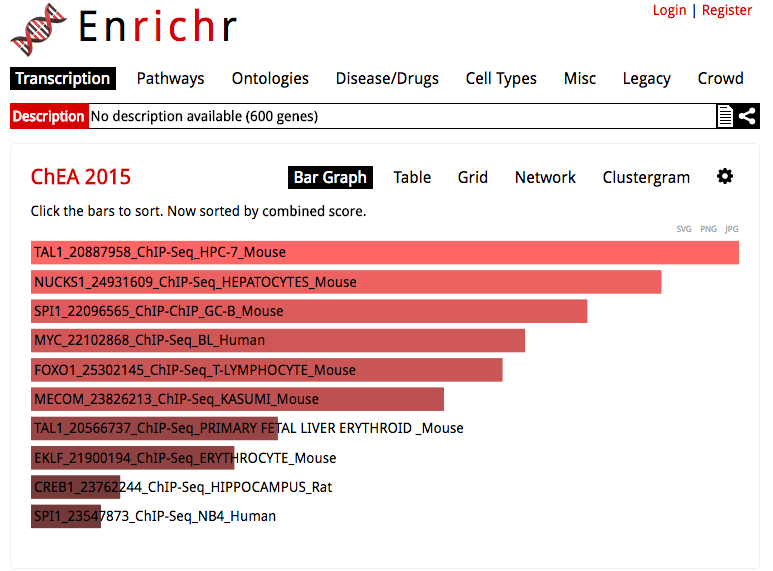 Enrichr
Login | Register
Transcription Pathways Ontologies Disease/Drugs Cell Types Misc Legacy Crowd
Description No description available (600 genes)
ChEA 2015 Bar Graph Table Grid Network Clustergram
Click the bars to sort. Now sorted by combined score.
SVG PNG JPG
TAL1_20887958_ChIP-Seq_HPC-7_Mouse
NUCKS1_24931609_ChIP-Seq_HEPATOCYTES_Mouse
SPI1_22096565_ChIP-ChIP_GC-B_Mouse
MYC_22102868_ChIP-Seq_BL_Human
FOXO1_25302145_ChIP-Seq_T-LYMPHOCYTE_Mouse
MECOM_23826213_ChIP-Seq_KASUMI_Mouse
TAL1_20566737_ChIP-Seq_PRIMARY FETAL LIVER ERYTHROID _Mouse
EKLF_21900194_ChIP-Seq_ERYTHROCYTE_Mouse
CREB1_23762244_ChIP-Seq_HIPPOCAMPUS_Rat
SPI1_23547873_ChIP-Seq_NB4_Human